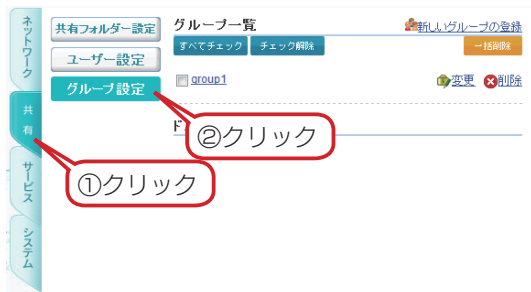 ネットワーク
共有
サービス
システム
共有フォルダー設定
ユーザー設定
グループ設定
グループ一覧
新しいグループの登録
すべてチェック
チェック解除
一括削除
group1
変更
削除
ド
②クリック
①クリック